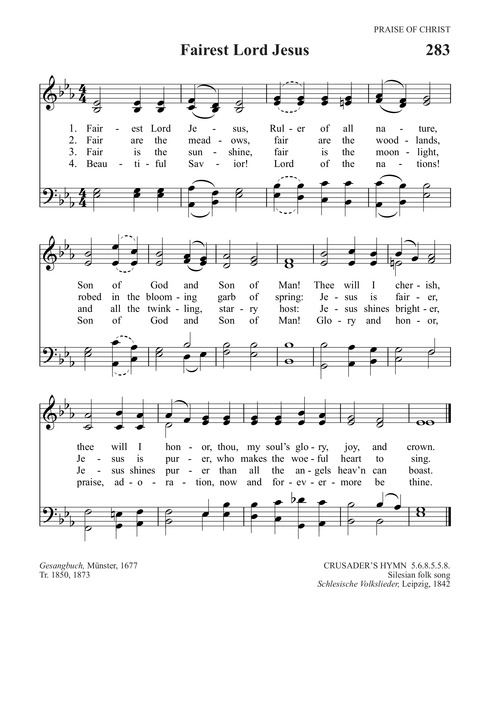 PRAISE OF CHRIST
Fairest Lord Jesus 283
1. Fair - est Lord Je - sus, Rul - er of all na - ture,
2. Fair are the mead - ows, fair are the wood - lands,
3. Fair is the sun - shine, fair is the moon - light,
4. Beau - ti - ful Sav - ior! Lord of the na - tions!
Son of God and Son of Man! Thee will I cher - ish,
robed in the bloom - ing garb of spring: Je - sus is fair - er,
and all the twink - ling, star - ry host: Je - sus shines bright - er,
Son of God and Son of Man! Glo - ry and hon - or,
thee will I hon - or, thou, my soul's glo - ry, joy, and crown.
Je - sus is pur - er, who makes the woe - ful heart to sing.
Je - sus shines pur - er than all the an - gels heav'n can boast.
praise, ad - o - ra - tion, now and for - ev - er - more be thine.
Gesangbuch, Münster, 1677 CRUSADER'S HYMN 5.6.8.5.5.8.
Tr. 1850, 1873 Silesian folk song
Schlesische Volkslieder, Leipzig, 1842